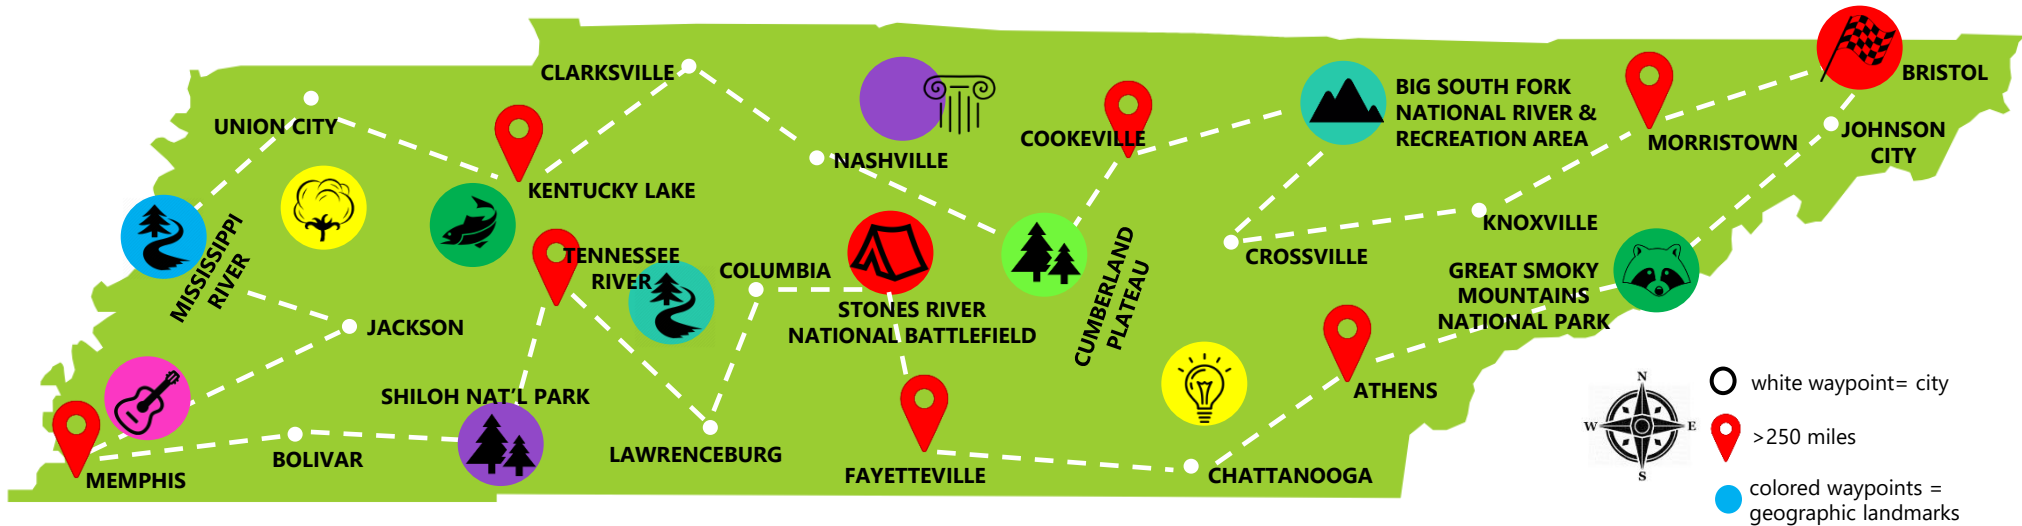 CLARKSVILLE
UNION CITY
KENTUCKY LAKE
NASHVILLE
COOKEVILLE
BIG SOUTH FORK
NATIONAL RIVER &
RECREATION AREA
MORRISTOWN
BRISTOL
JOHNSON
CITY
MISSISSIPPI
RIVER
TENNESSEE
RIVER
COLUMBIA
STONES RIVER
NATIONAL BATTLEFIELD
CUMBERLAND
PLATEAU
CROSSVILLE
KNOXVILLE
GREAT SMOKY
MOUNTAINS
NATIONAL PARK
JACKSON
SHILOH NAT'L PARK
MEMPHIS
BOLIVAR
LAWRENCEBURG
FAYETTEVILLE
CHATTANOOGA
ATHENS
N
W
E
S
white waypoint= city
>250 miles
colored waypoints =
geographic landmarks